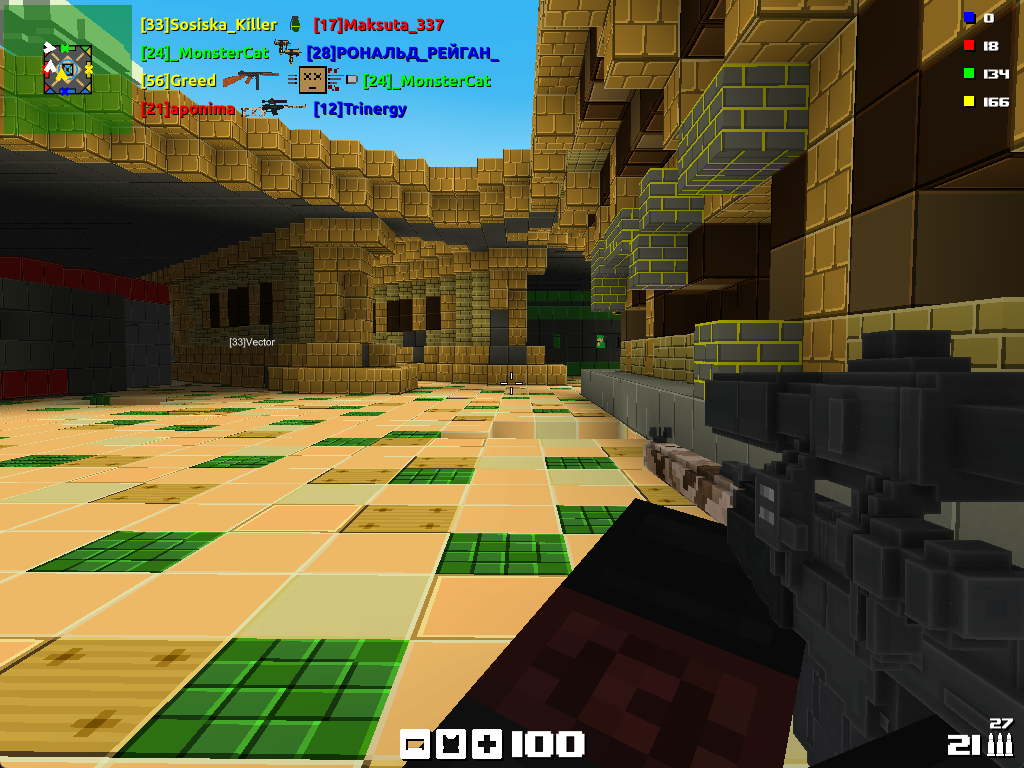 [33]Sosiska_Killer [17]Maksuta_337
[24]_MonsterCat [28]РОНАЛЬД_РЕЙГАН_
[56]Greed [24]_MonsterCat
[21]aponima [12]Trinergy
0
18
134
166
[33]Vector
27
100
21